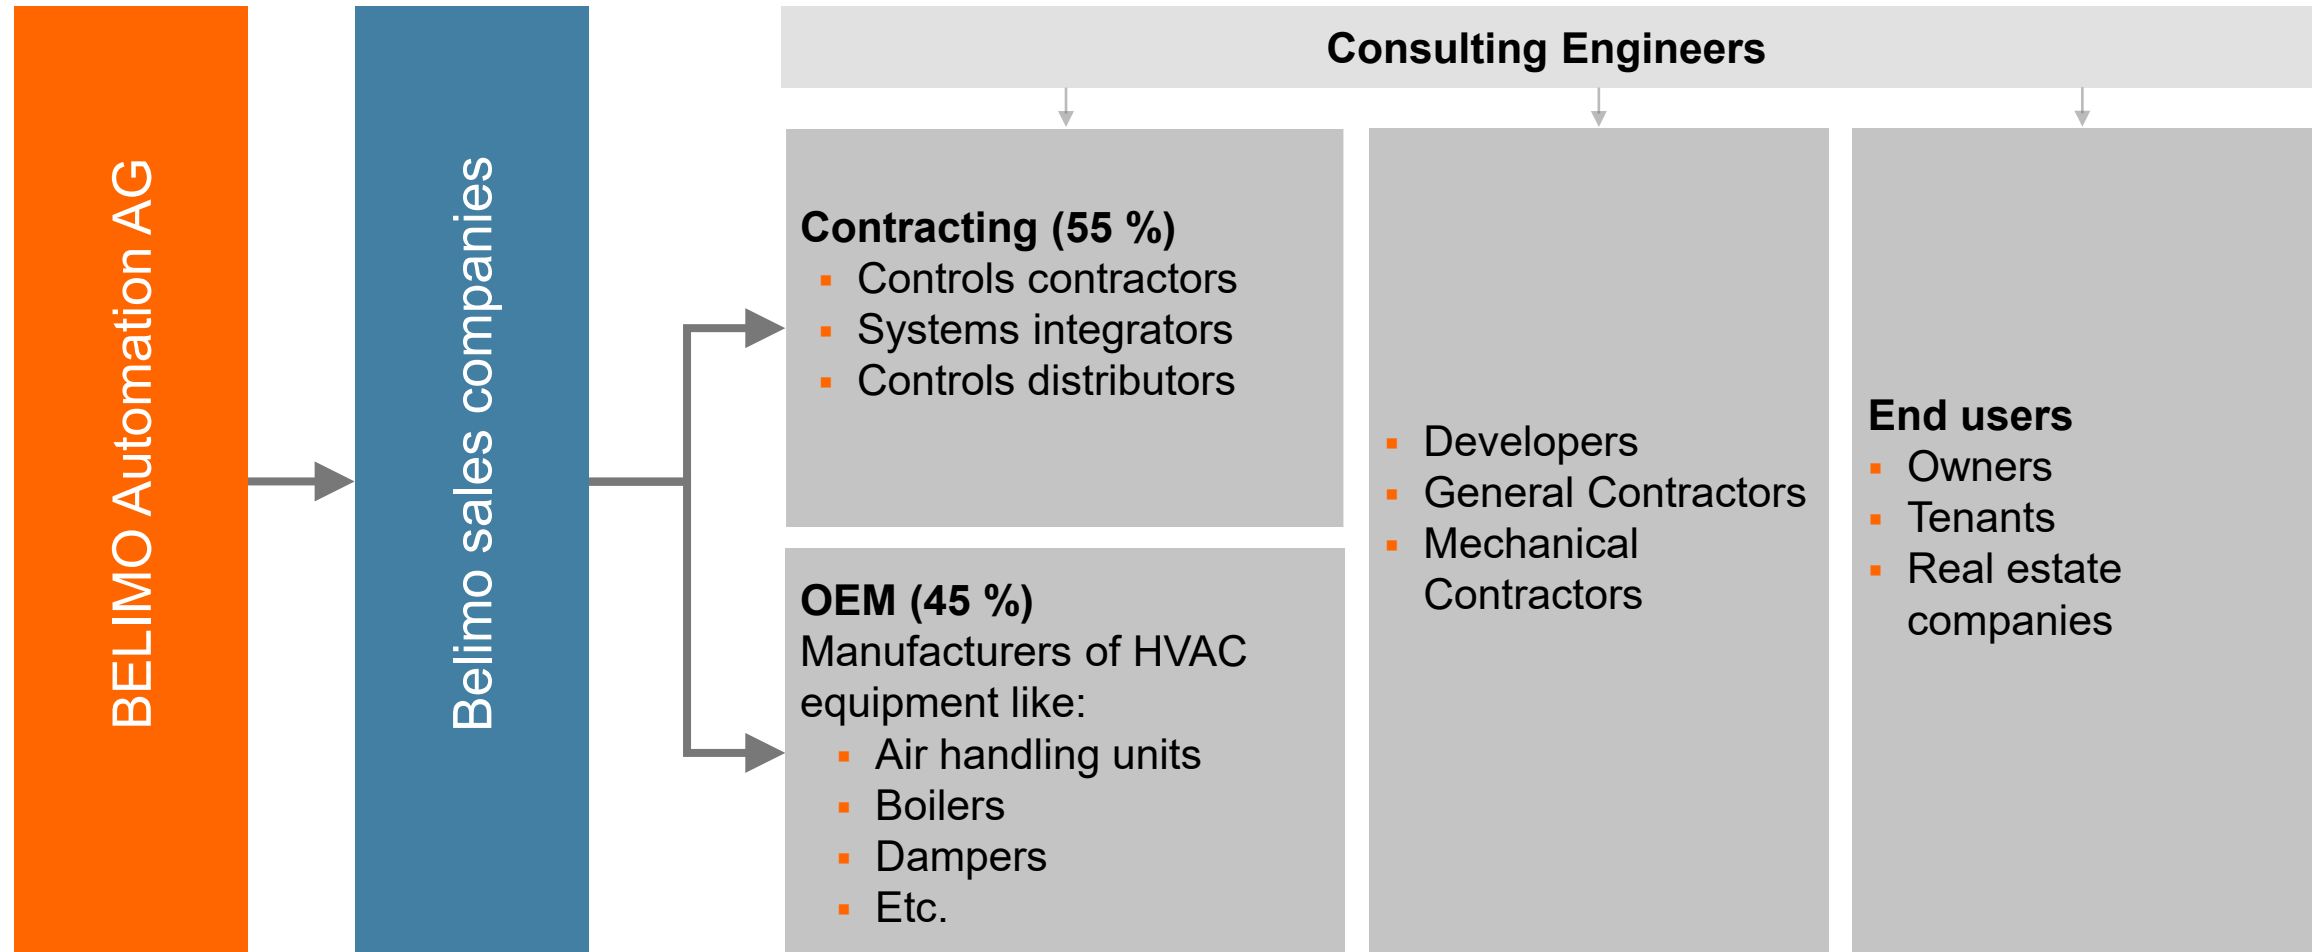 BELIMO Automation AG
Belimo sales companies
Consulting Engineers
Contracting (55 %)
▪ Controls contractors
▪ Systems integrators
▪ Controls distributors
OEM (45 %)
Manufacturers of HVAC
equipment like:
▪ Air handling units
▪ Boilers
▪ Dampers
▪ Etc.
▪ Developers
▪ General Contractors
▪ Mechanical
Contractors
End users
▪ Owners
▪ Tenants
▪ Real estate
companies